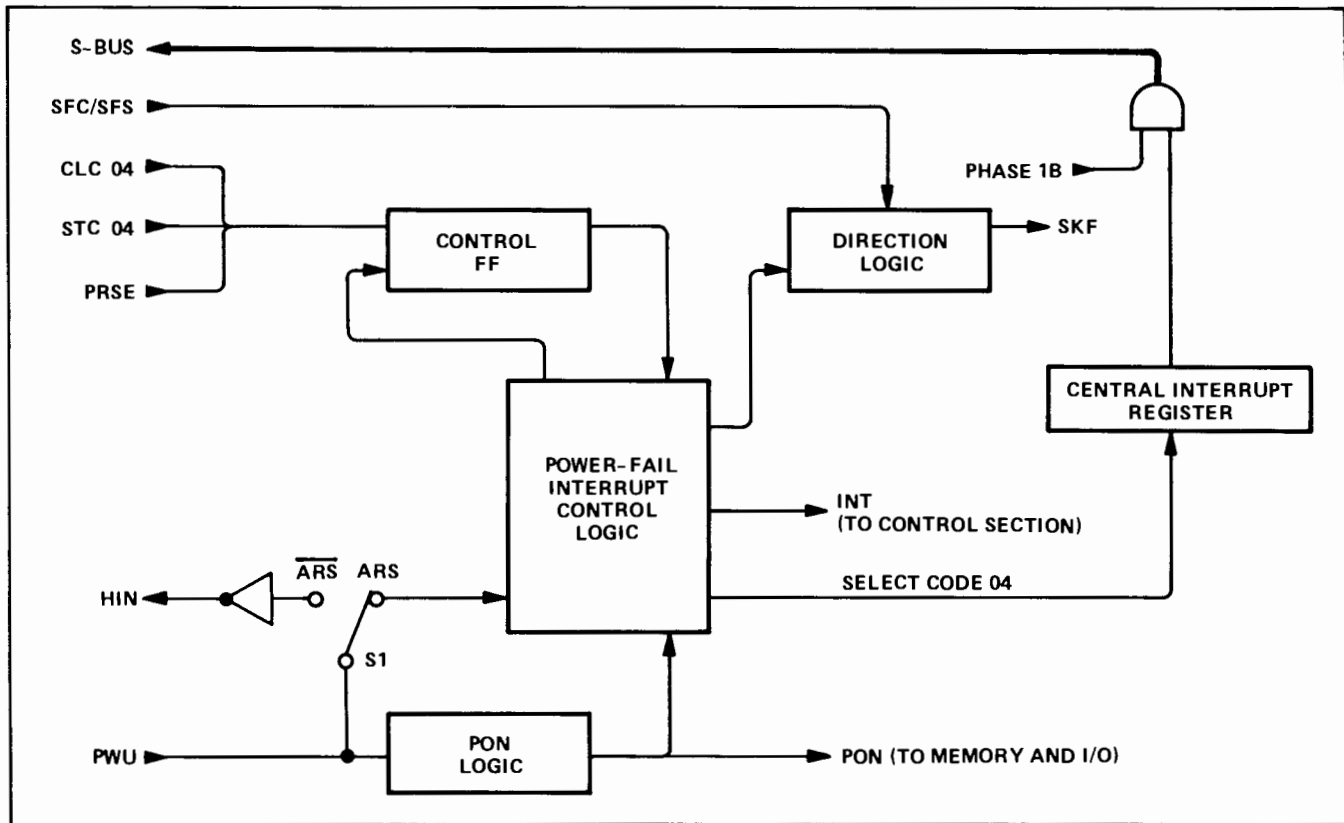 S-BUS
SFC/SFS
CLC 04
PHASE 1B
STC 04
CONTROL
FF
DIRECTION
LOGIC
SKF
PRSE
CENTRAL INTERRUPT
REGISTER
POWER-FAIL
INTERRUPT
CONTROL
LOGIC
INT
(TO CONTROL SECTION)
HIN
A̅R̅S̅
ARS
SELECT CODE 04
S1
PWU
PON
LOGIC
PON (TO MEMORY AND I/O)